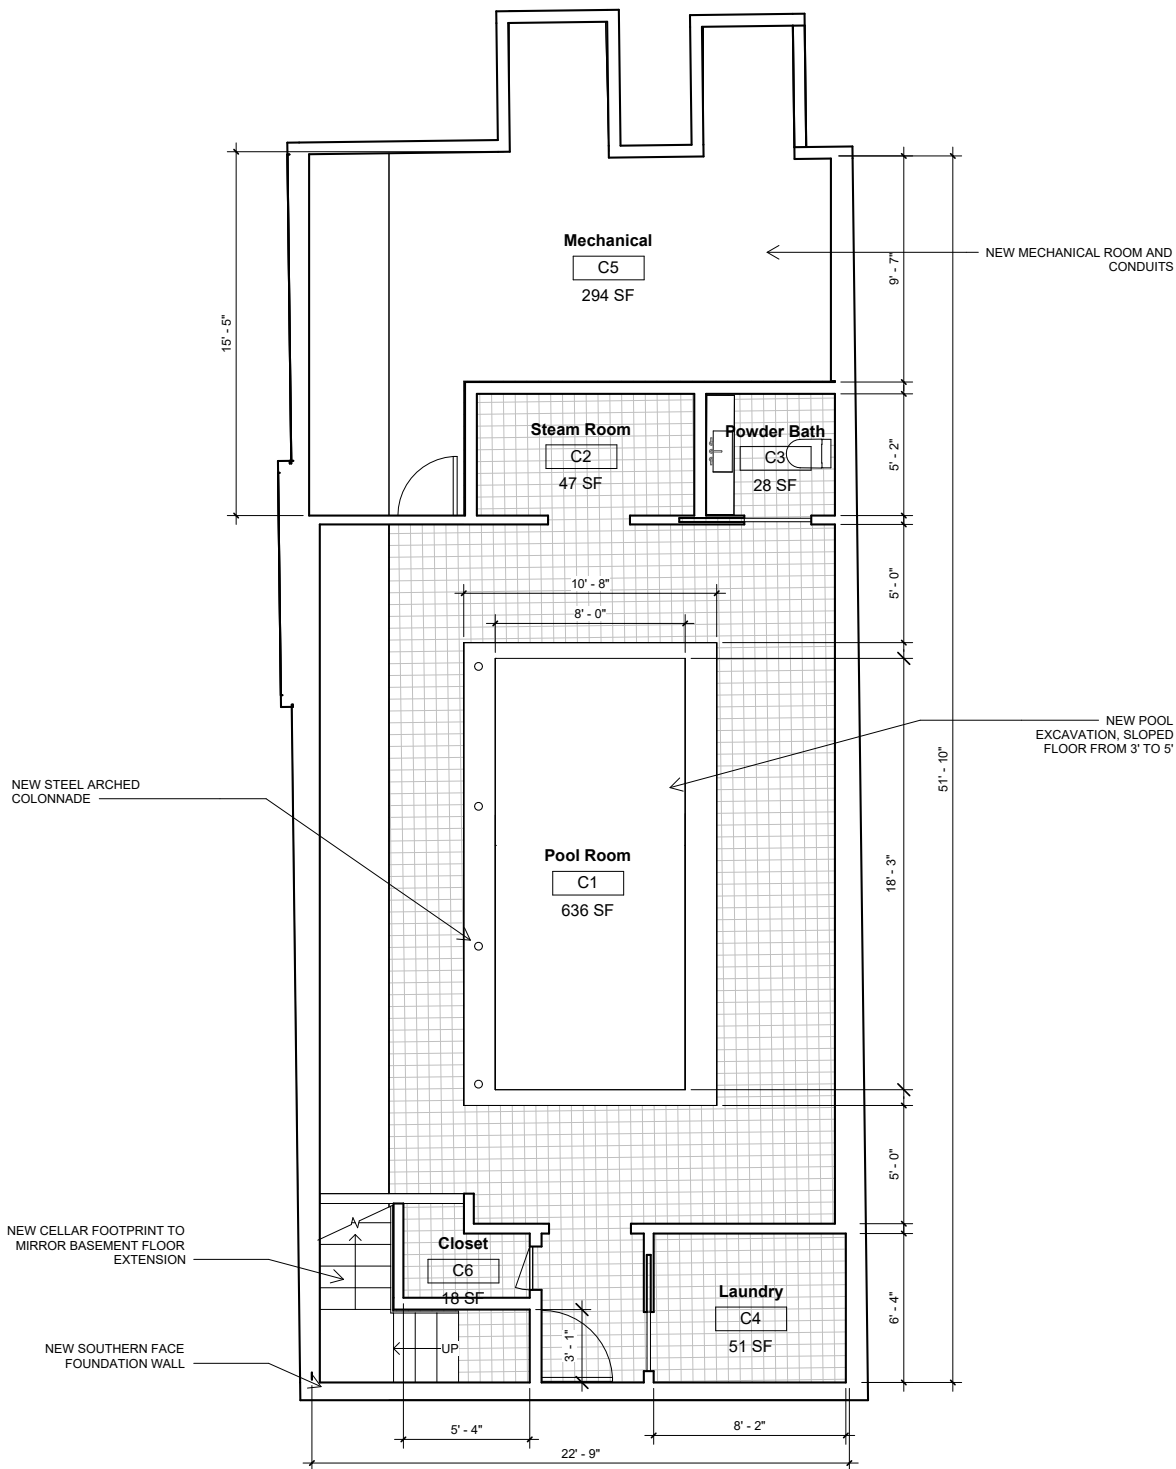 Mechanical
C5
294 SF
NEW MECHANICAL ROOM AND
CONDUITS
9' - 7"
15' - 5"
Steam Room
C2
47 SF
Powder Bath
C3
28 SF
5' - 2"
5' - 0"
10' - 8"
8' - 0"
NEW POOL
EXCAVATION, SLOPED
FLOOR FROM 3' TO 5'
51' - 10"
NEW STEEL ARCHED
COLONNADE
Pool Room
C1
636 SF
18' - 3"
5' - 0"
NEW CELLAR FOOTPRINT TO
MIRROR BASEMENT FLOOR
EXTENSION
Closet
C6
18 SF
Laundry
C4
51 SF
6' - 4"
3' - 1"
UP
NEW SOUTHERN FACE
FOUNDATION WALL
5' - 4"
8' - 2"
22' - 9"